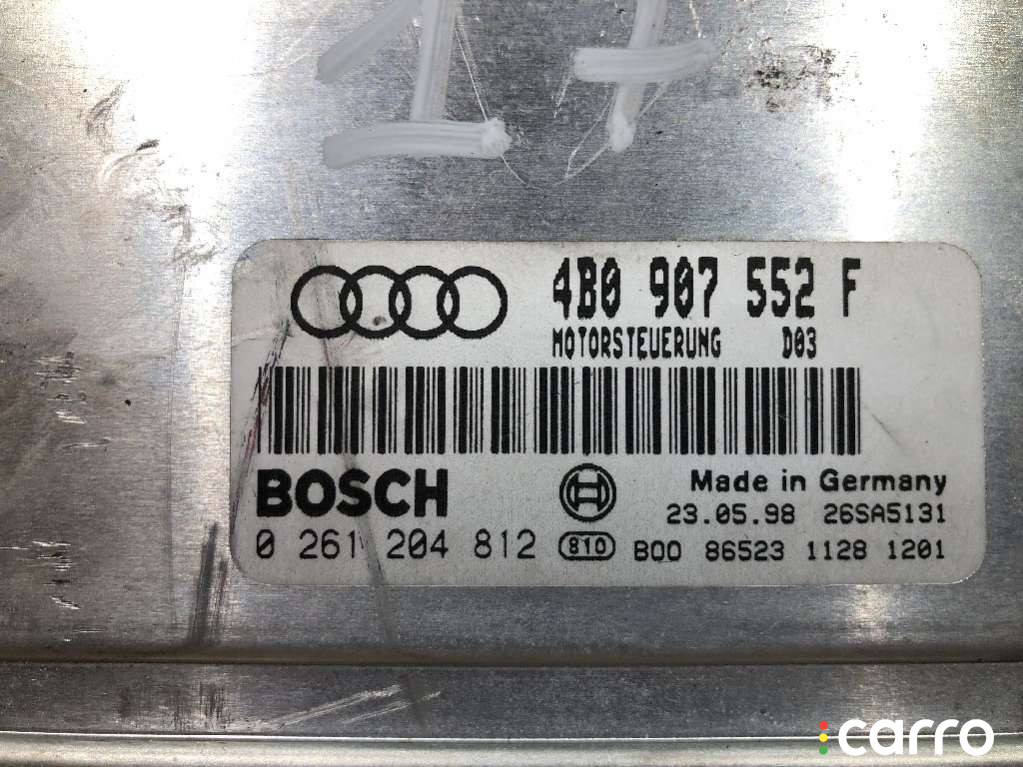 17
4B0 907 552 F
MOTORSTEUERUNG D03
BOSCH
Made in Germany
23.05.98 26SA5131
0 261 204 812 810 B00 86523 1128 1201
carro